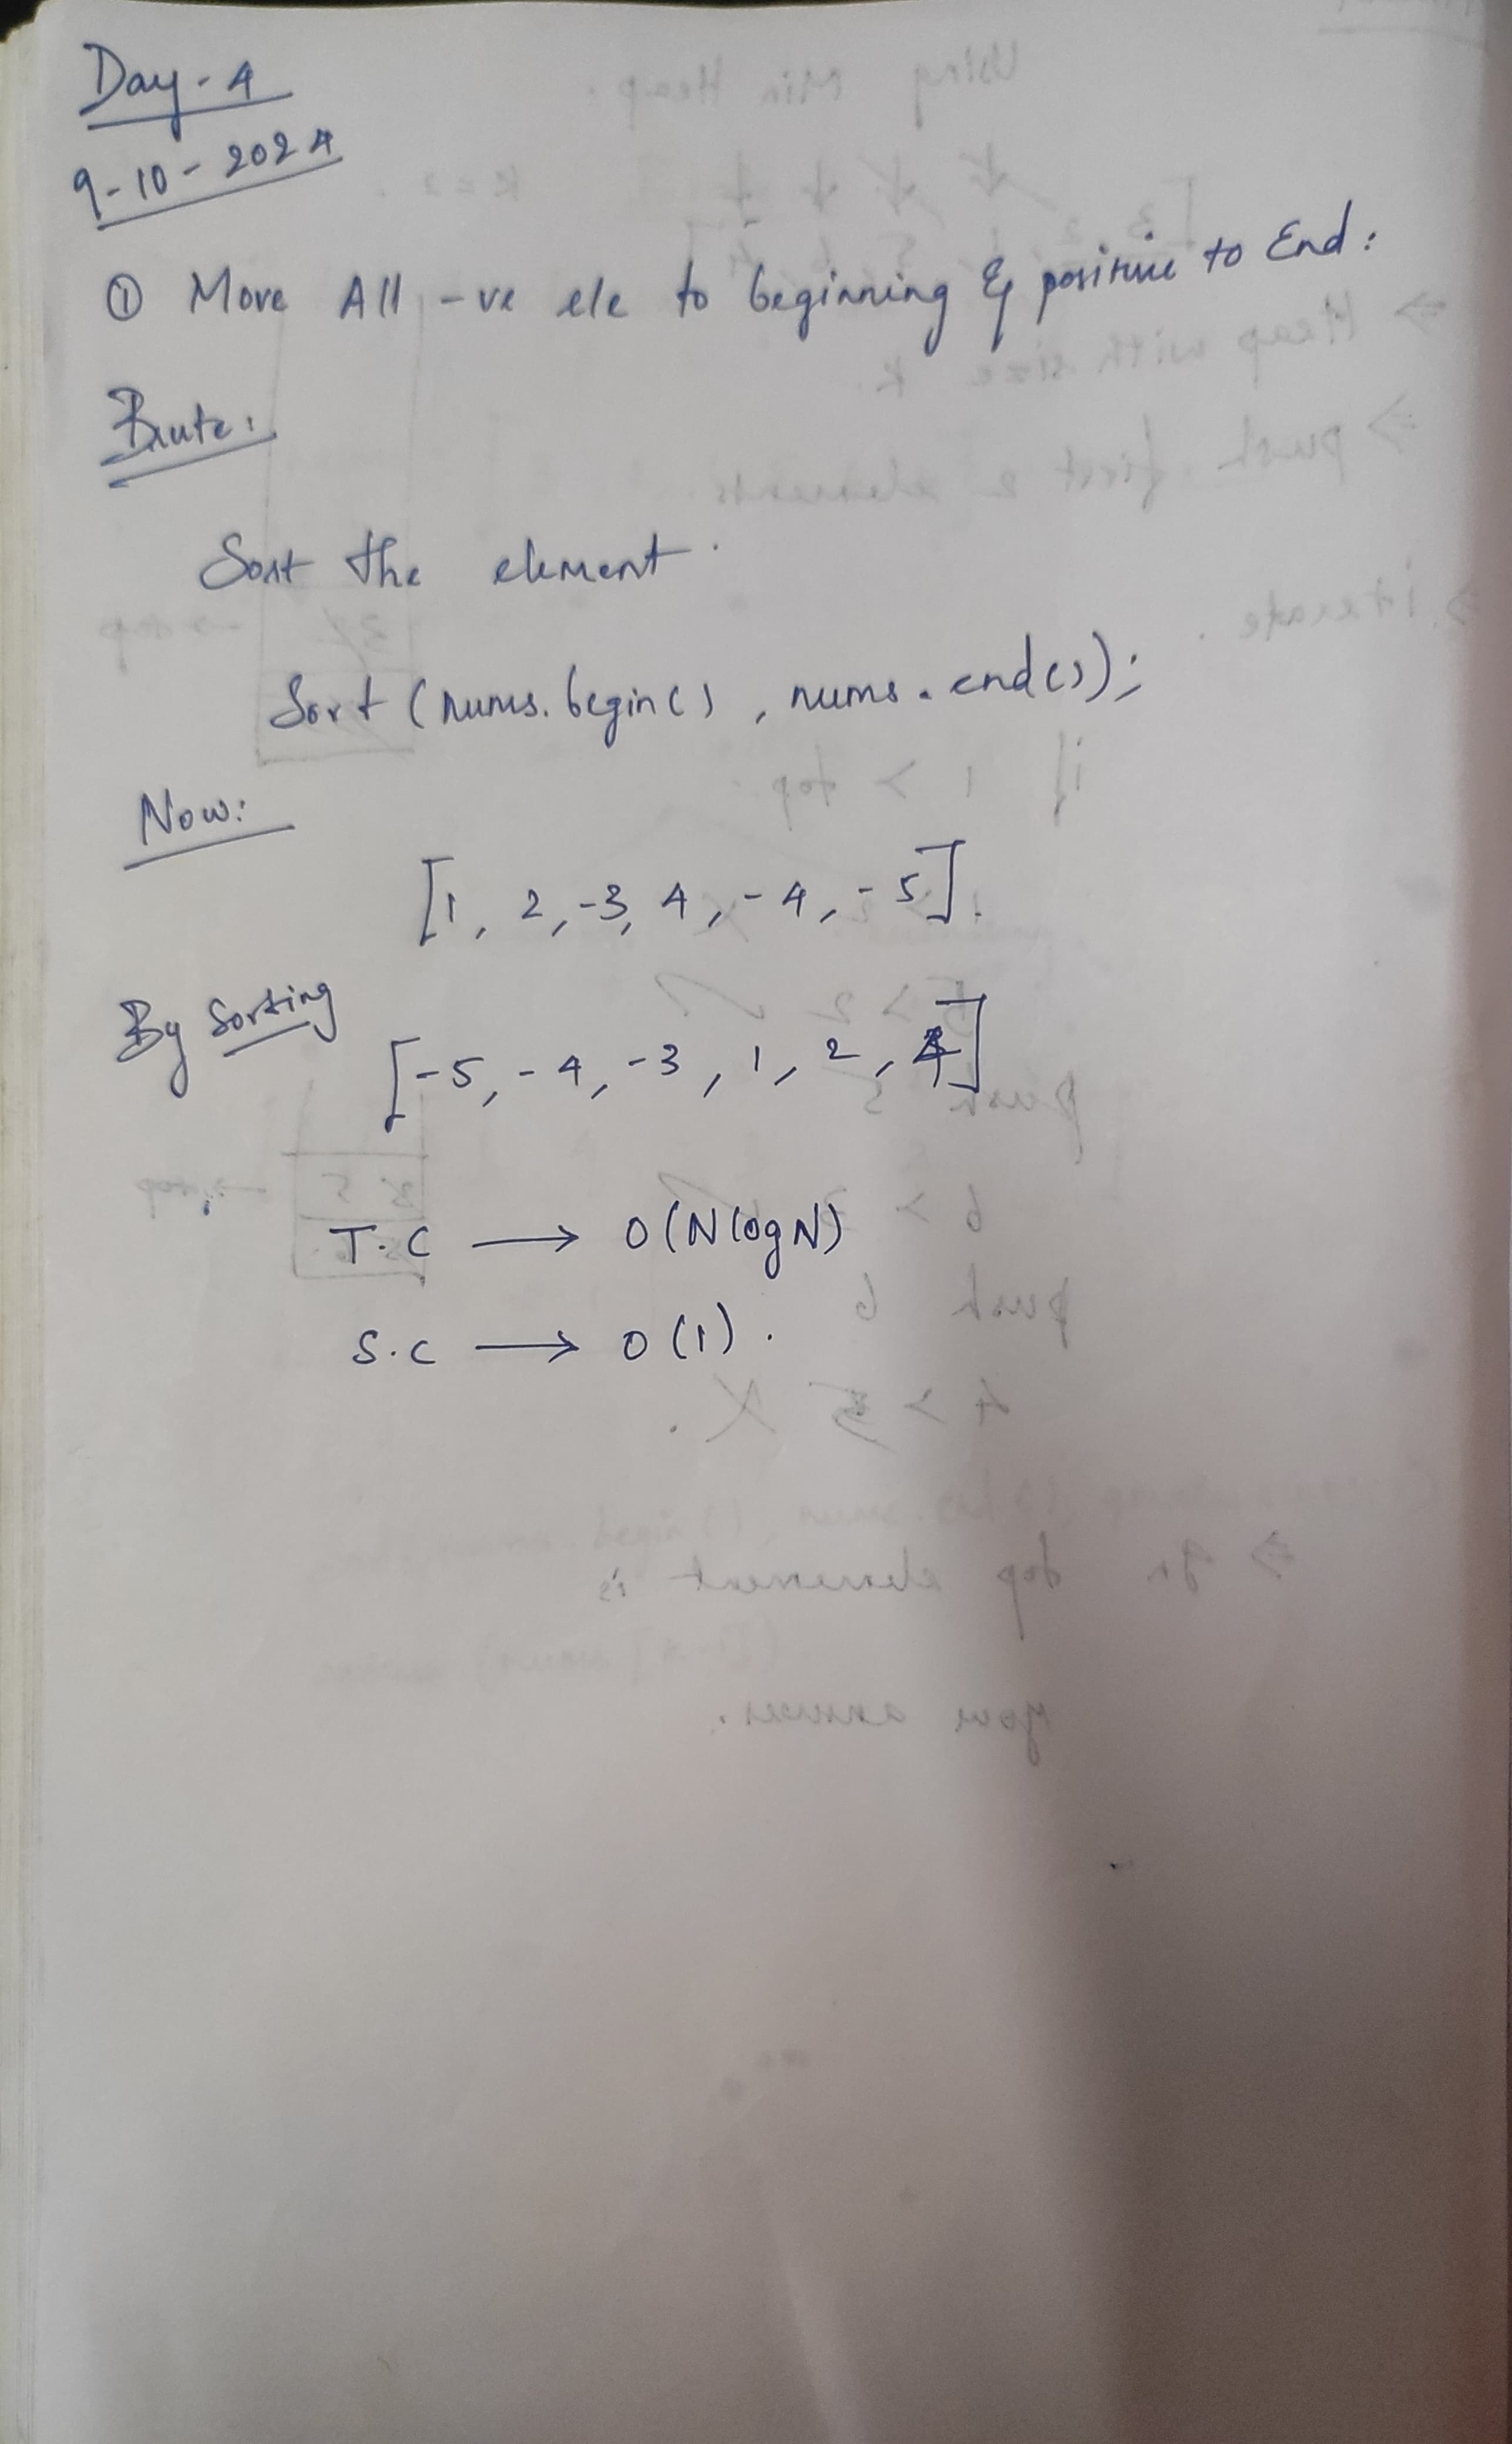 Day-4
9-10-2024
① Move All -ve ele to beginning & positive to End:
Brute:
Sort the element.
Sort (nums.begin(), nums.end());
Now:
[1, 2, -3, 4, -4, -5].
By Sorting
[-5, -4, -3, 1, 2, 4]
T.C → O(NlogN)
S.C → O(1).